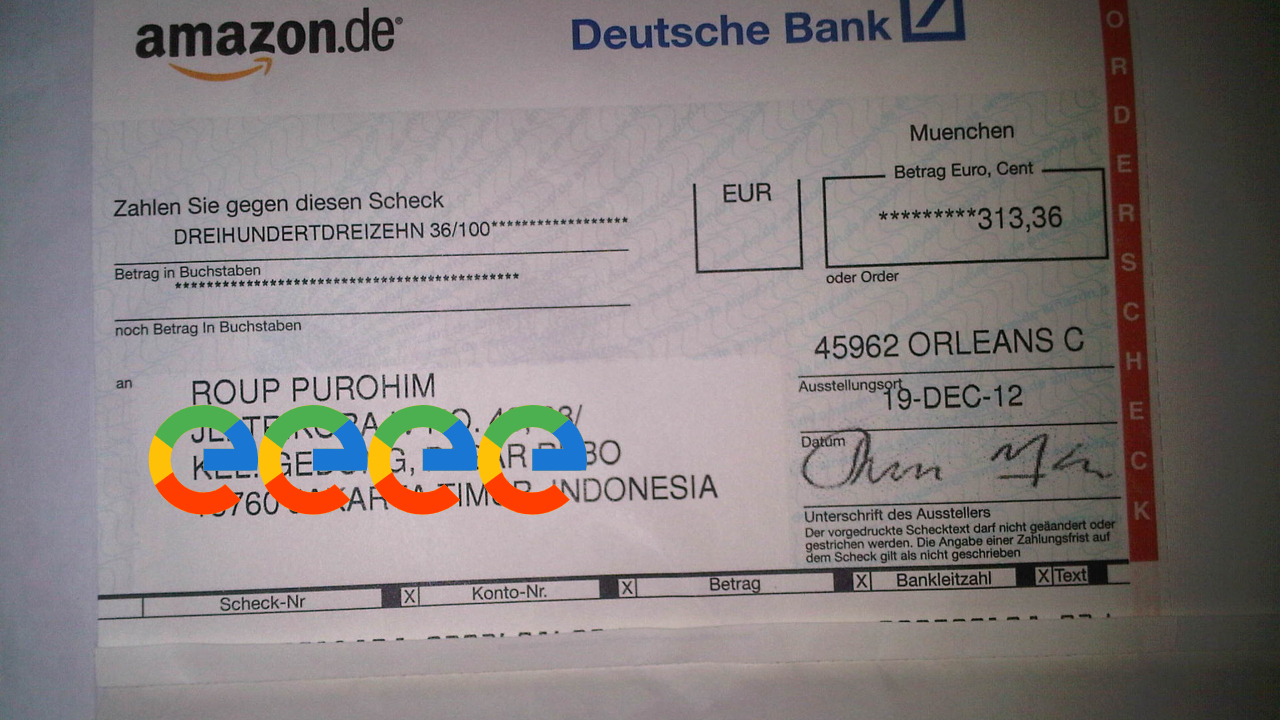 amazon.de
Deutsche Bank
ORDERSCHECK
Muenchen
Zahlen Sie gegen diesen Scheck
EUR
Betrag Euro, Cent
DREIHUNDERTDREIZEHN 36/100******************
*********313,36
Betrag in Buchstaben
************************************
oder Order
noch Betrag In Buchstaben
45962 ORLEANS C
an
ROUP PUROHIM
Ausstellungsort
19-DEC-12
Datum
INDONESIA
Unterschrift des Ausstellers
Der vorgedruckte Schecktext darf nicht geäandert oder
gestrichen werden. Die Angabe einer Zahlungsfrist auf
dem Scheck gilt als nicht geschrieben
Scheck-Nr X Konto-Nr. X Betrag X Bankleitzahl X Text